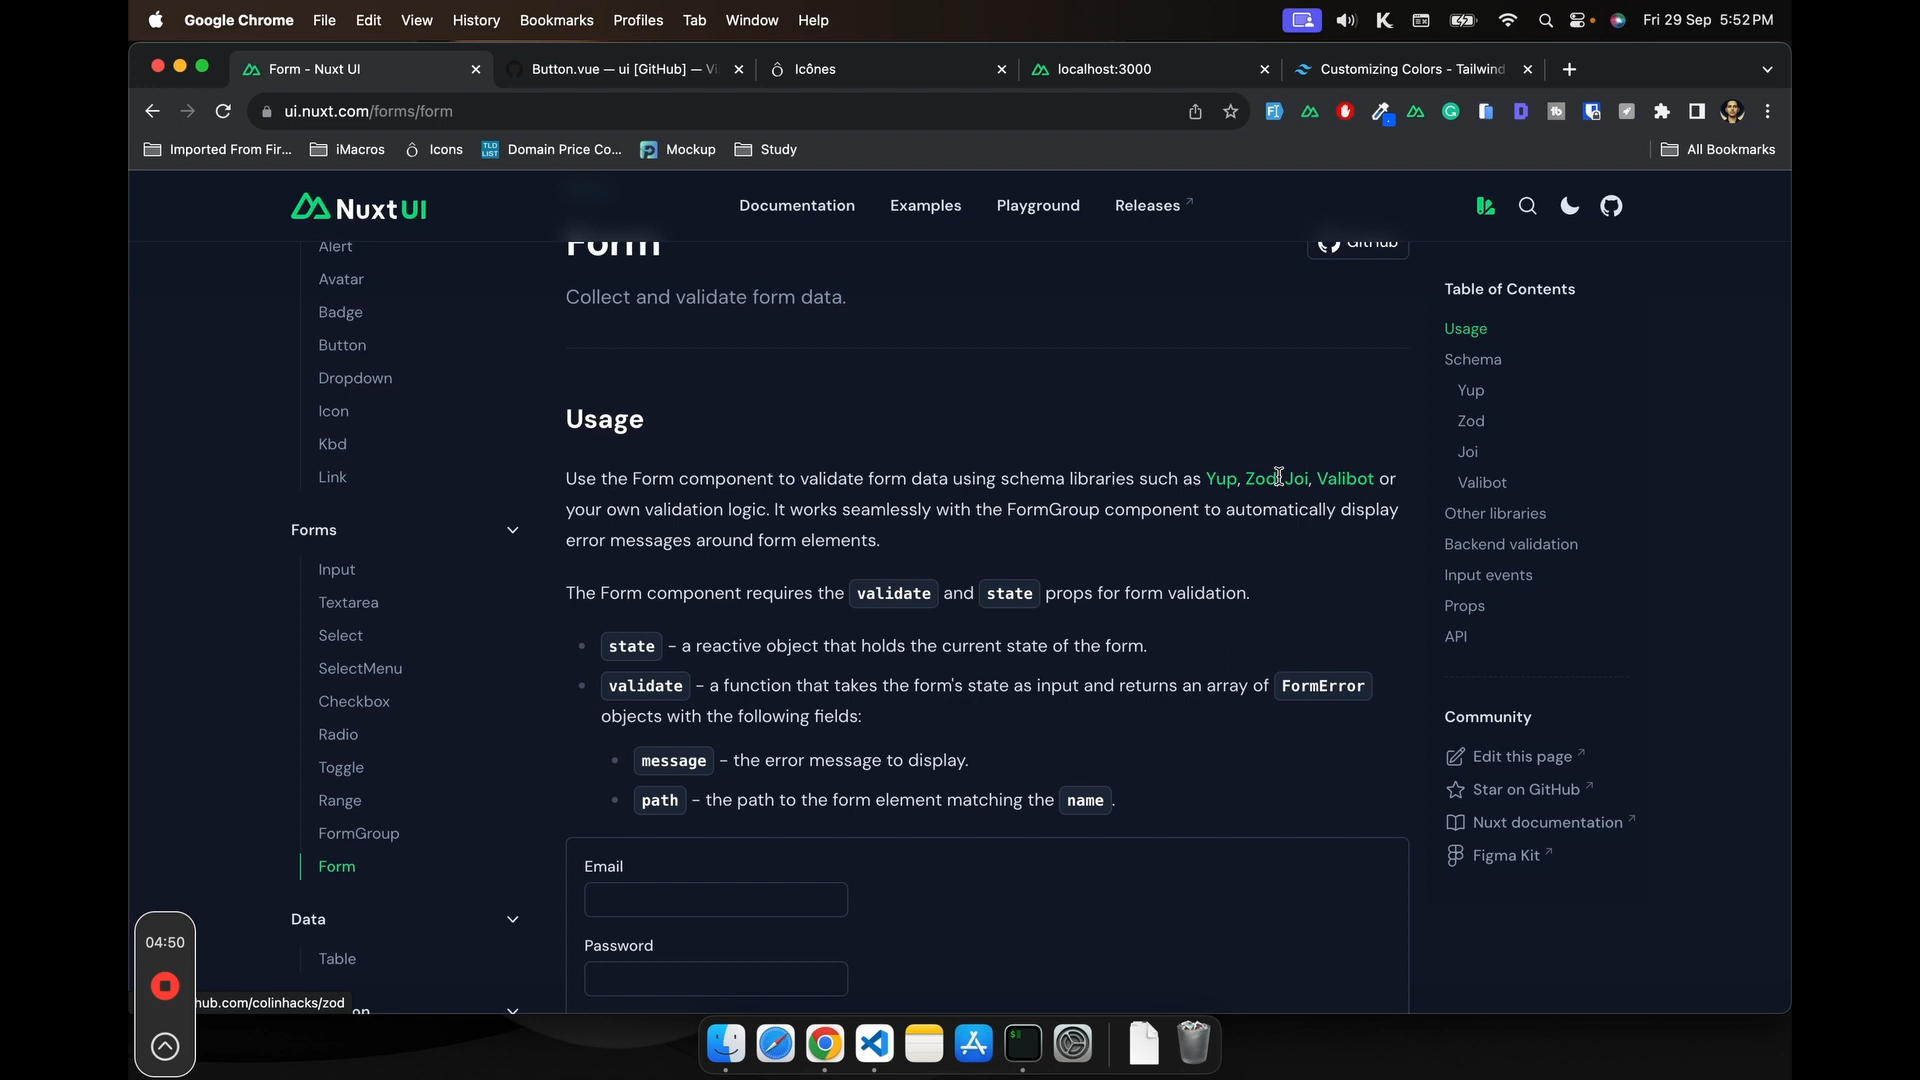 Google Chrome File Edit View History Bookmarks Profiles Tab Window Help
Fri 29 Sep 5:52 PM
Form - Nuxt UI
Button.vue — ui [GitHub] — Vi
Icônes
localhost:3000
Customizing Colors - Tailwind
ui.nuxt.com/forms/form
Imported From Fir... iMacros Icons Domain Price Co... Mockup Study
All Bookmarks
Nuxt UI
Documentation Examples Playground Releases
Alert
Avatar
Badge
Button
Dropdown
Icon
Kbd
Link
Forms
Input
Textarea
Select
SelectMenu
Checkbox
Radio
Toggle
Range
FormGroup
Form
Data
Table
Form
GitHub
Collect and validate form data.
Usage
Use the Form component to validate form data using schema libraries such as Yup, Zod, Joi, Valibot or
your own validation logic. It works seamlessly with the FormGroup component to automatically display
error messages around form elements.
The Form component requires the validate and state props for form validation.
state - a reactive object that holds the current state of the form.
validate - a function that takes the form's state as input and returns an array of FormError
objects with the following fields:
message - the error message to display.
path - the path to the form element matching the name .
Email
Password
Table of Contents
Usage
Schema
Yup
Zod
Joi
Valibot
Other libraries
Backend validation
Input events
Props
API
Community
Edit this page
Star on GitHub
Nuxt documentation
Figma Kit
04:50
hub.com/colinhacks/zod